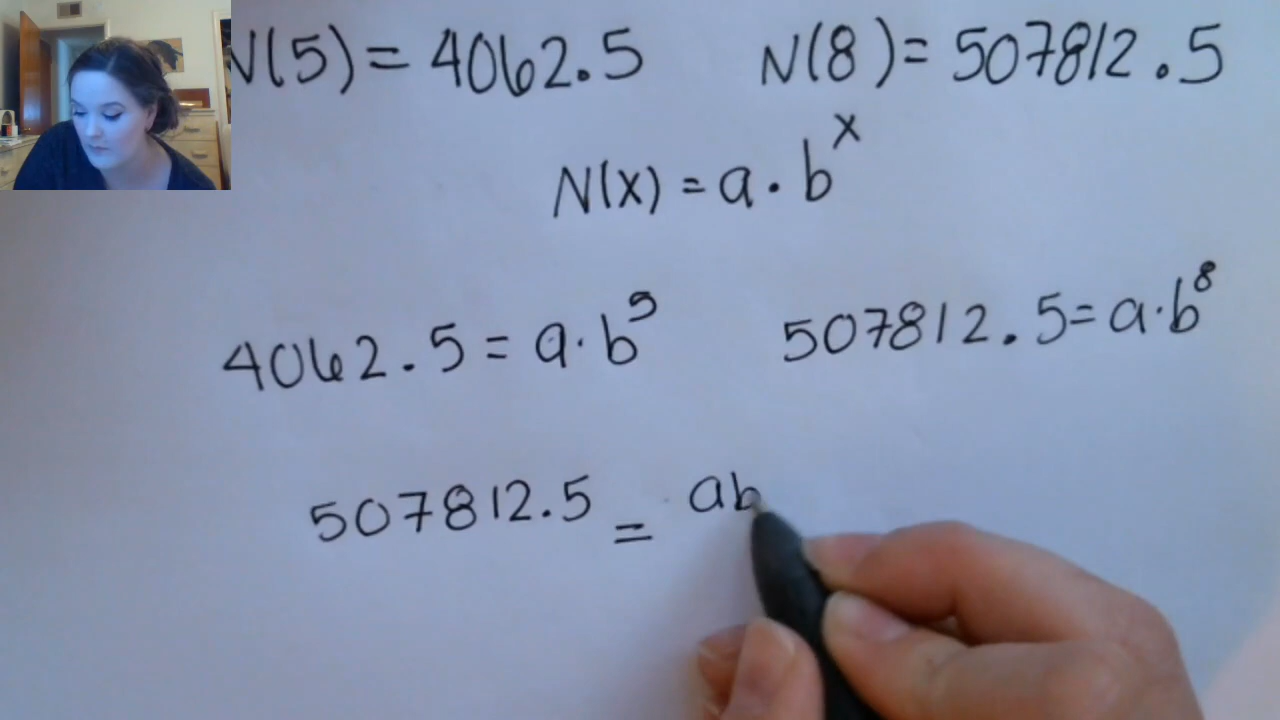 N(5) = 4062.5 N(8) = 507812.5
N(x) = a · b^x
4062.5 = a · b^5 507812.5 = a · b^8
507812.5 = ab